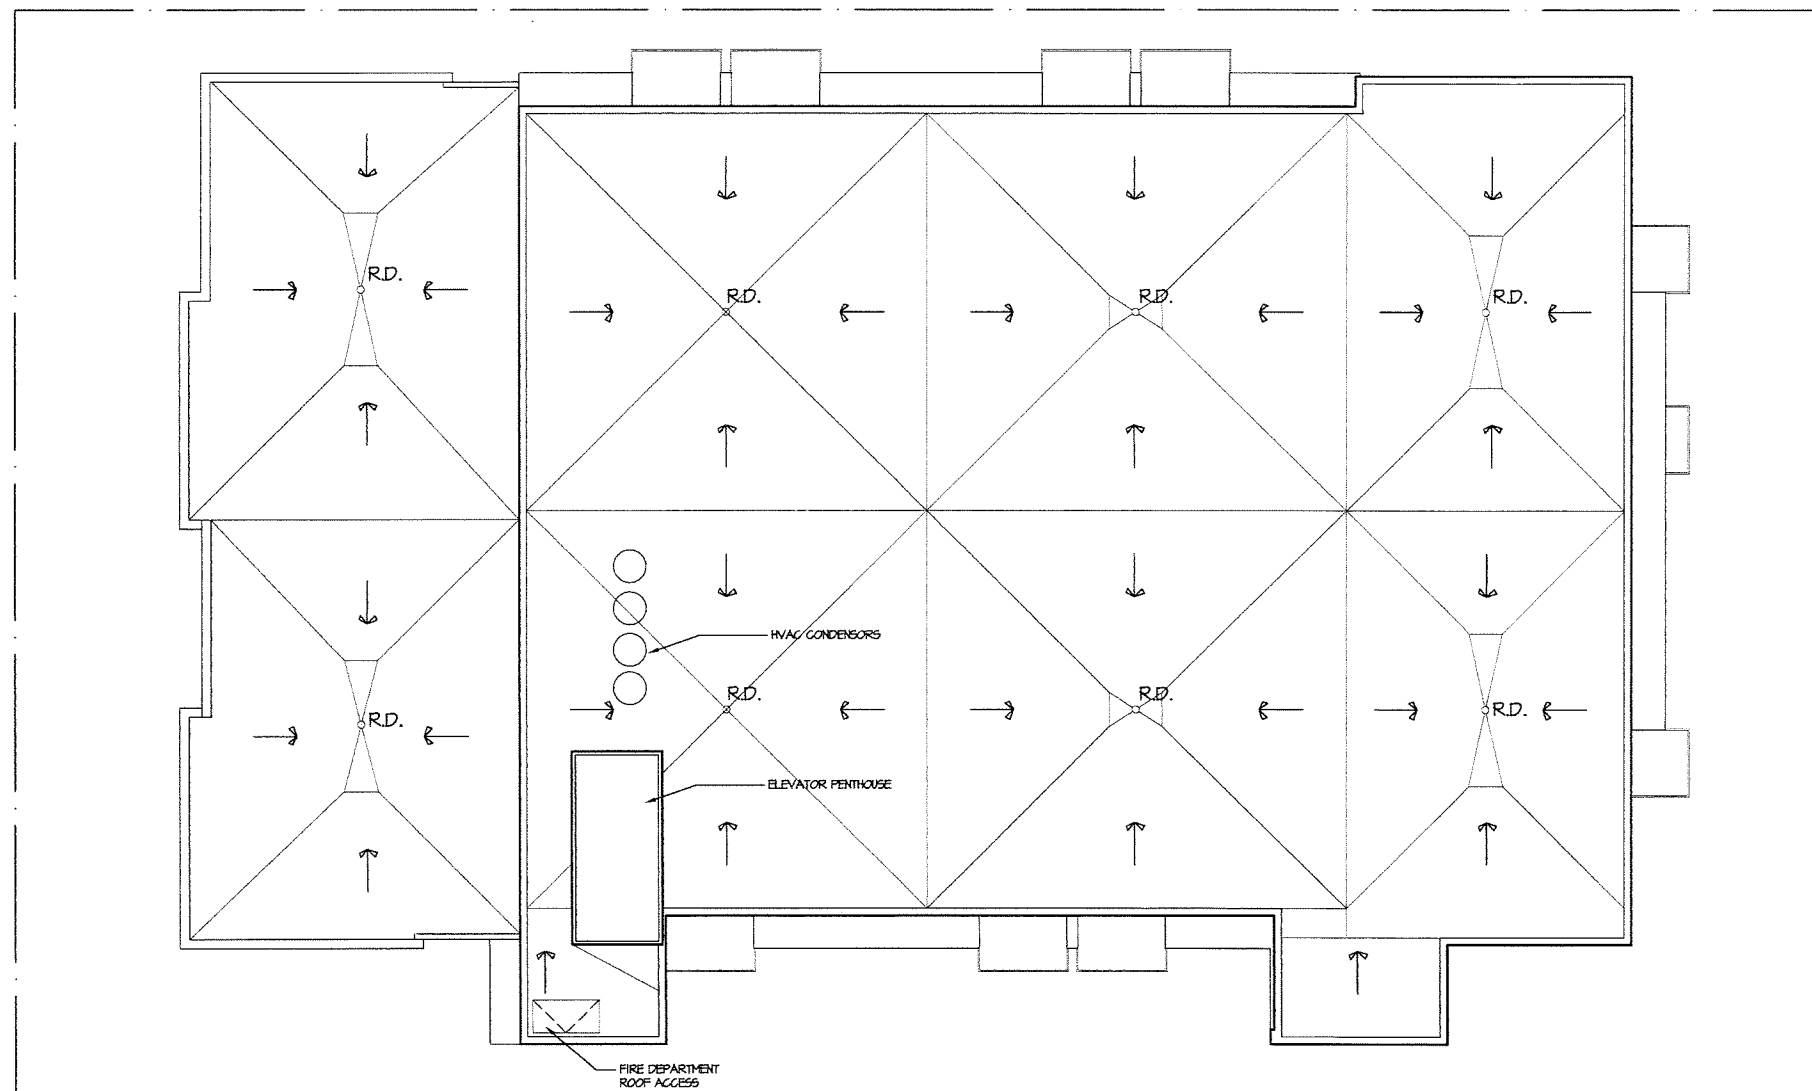 R.D.
R.D.
R.D.
R.D.
HVAC CONDENSORS
R.D.
R.D.
R.D.
R.D.
ELEVATOR PENTHOUSE
FIRE DEPARTMENT
ROOF ACCESS